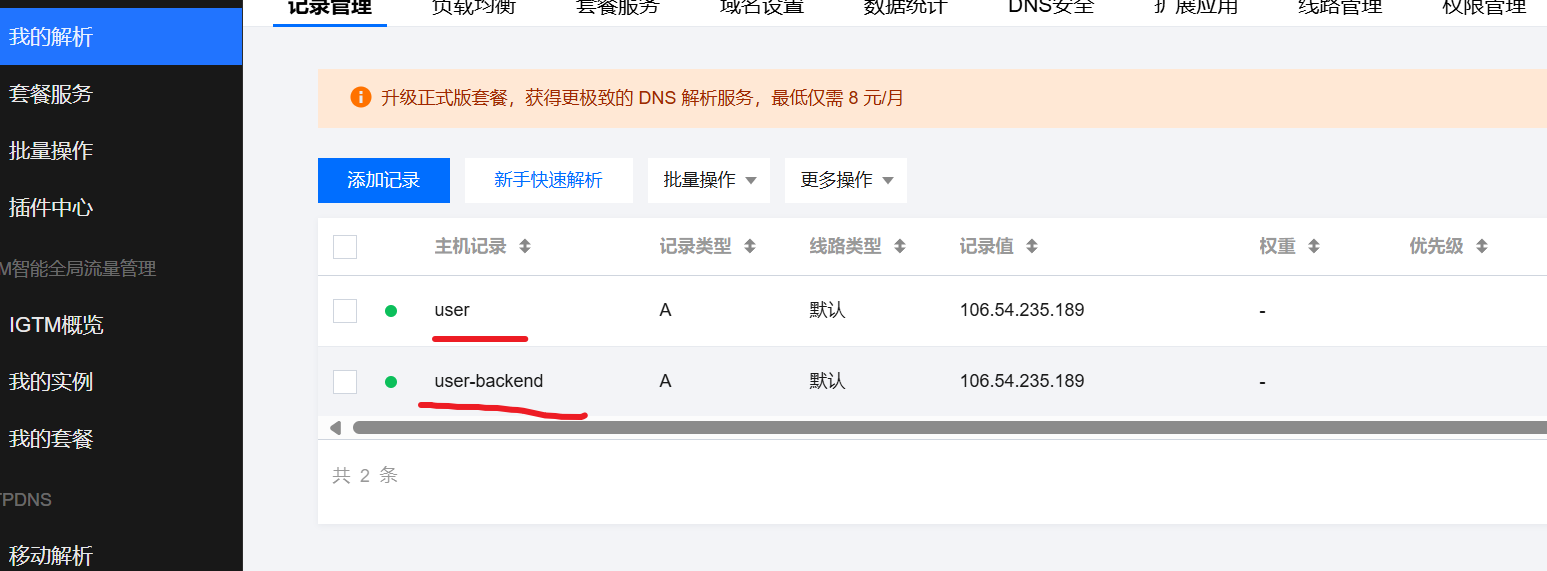 记录管理 负载均衡 套餐服务 域名设置 数据统计 DNS安全 扩展应用 线路管理 权限管理
我的解析
套餐服务
批量操作
插件中心
M智能全局流量管理
IGTM概览
我的实例
我的套餐
TPDNS
移动解析
升级正式版套餐，获得更极致的 DNS 解析服务，最低仅需 8 元/月
添加记录 新手快速解析 批量操作 更多操作
主机记录 记录类型 线路类型 记录值 权重 优先级
user A 默认 106.54.235.189 -
user-backend A 默认 106.54.235.189 -
共 2 条